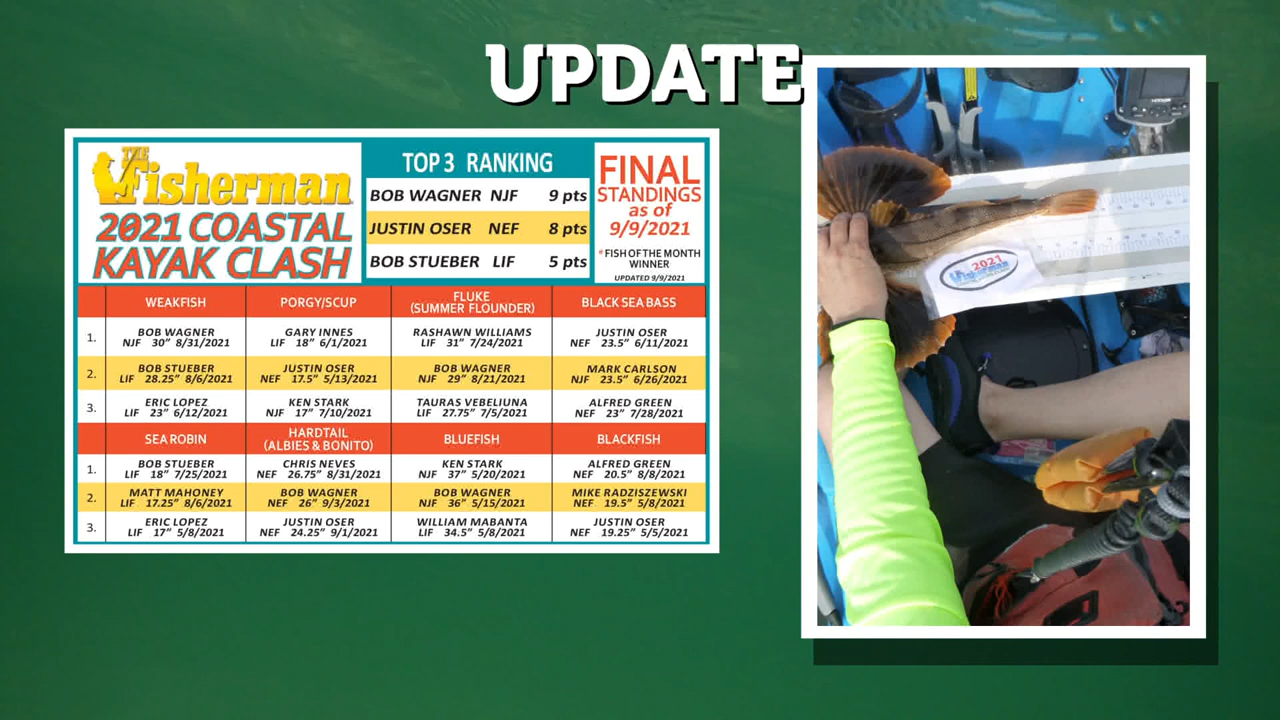 UPDATE
THE
Fisherman
2021 COASTAL
KAYAK CLASH
TOP 3 RANKING
BOB WAGNER NJF 9 pts
JUSTIN OSER NEF 8 pts
BOB STUEBER LIF 5 pts
FINAL
STANDINGS
as of
9/9/2021
*FISH OF THE MONTH
WINNER
UPDATED 9/9/2021
WEAKFISH PORGY/SCUP FLUKE (SUMMER FLOUNDER) BLACK SEA BASS
1. BOB WAGNER GARY INNES RASHAWN WILLIAMS JUSTIN OSER
NJF 30" 8/31/2021 LIF 18" 6/1/2021 LIF 31" 7/24/2021 NEF 23.5" 6/11/2021
2. BOB STUEBER JUSTIN OSER BOB WAGNER MARK CARLSON
LIF 28.25" 8/6/2021 NEF 17.5" 5/13/2021 NJF 29" 8/21/2021 NJF 23.5" 6/26/2021
3. ERIC LOPEZ KEN STARK TAURAS VEBELIUNA ALFRED GREEN
LIF 23" 6/12/2021 NJF 17" 7/10/2021 LIF 27.75" 7/5/2021 NEF 23" 7/28/2021
SEA ROBIN HARDTAIL (ALBIES & BONITO) BLUEFISH BLACKFISH
1. BOB STUEBER CHRIS NEVES KEN STARK ALFRED GREEN
LIF 18" 7/25/2021 NEF 26.75" 8/31/2021 NJF 37" 5/20/2021 NEF 20.5" 8/8/2021
2. MATT MAHONEY BOB WAGNER BOB WAGNER MIKE RADZISZEWSKI
LIF 17.25" 8/6/2021 NEF 26" 9/3/2021 NJF 36" 5/15/2021 NEF 19.5" 5/8/2021
3. ERIC LOPEZ JUSTIN OSER WILLIAM MABANTA JUSTIN OSER
LIF 17" 5/8/2021 NEF 24.25" 9/1/2021 LIF 34.5" 5/8/2021 NEF 19.25" 5/5/2021
2021
Fisherman